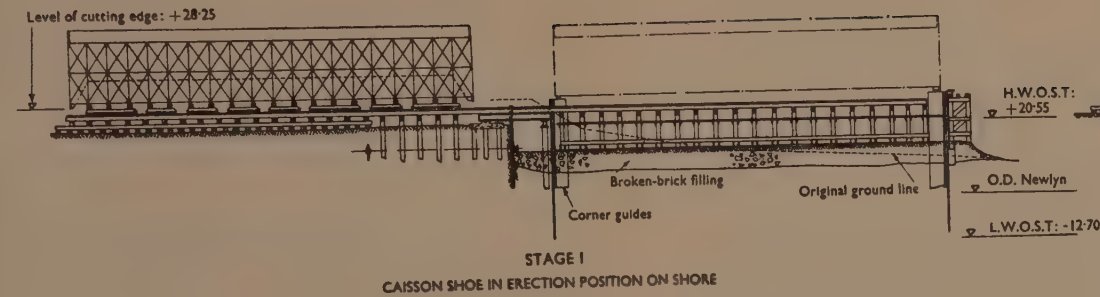 Level of cutting edge: +28·25
H.W.O.S.T:
+20·55
Broken-brick filling
Original ground line
O.D. Newlyn
Corner guides
L.W.O.S.T: -12·70
STAGE I
CAISSON SHOE IN ERECTION POSITION ON SHORE